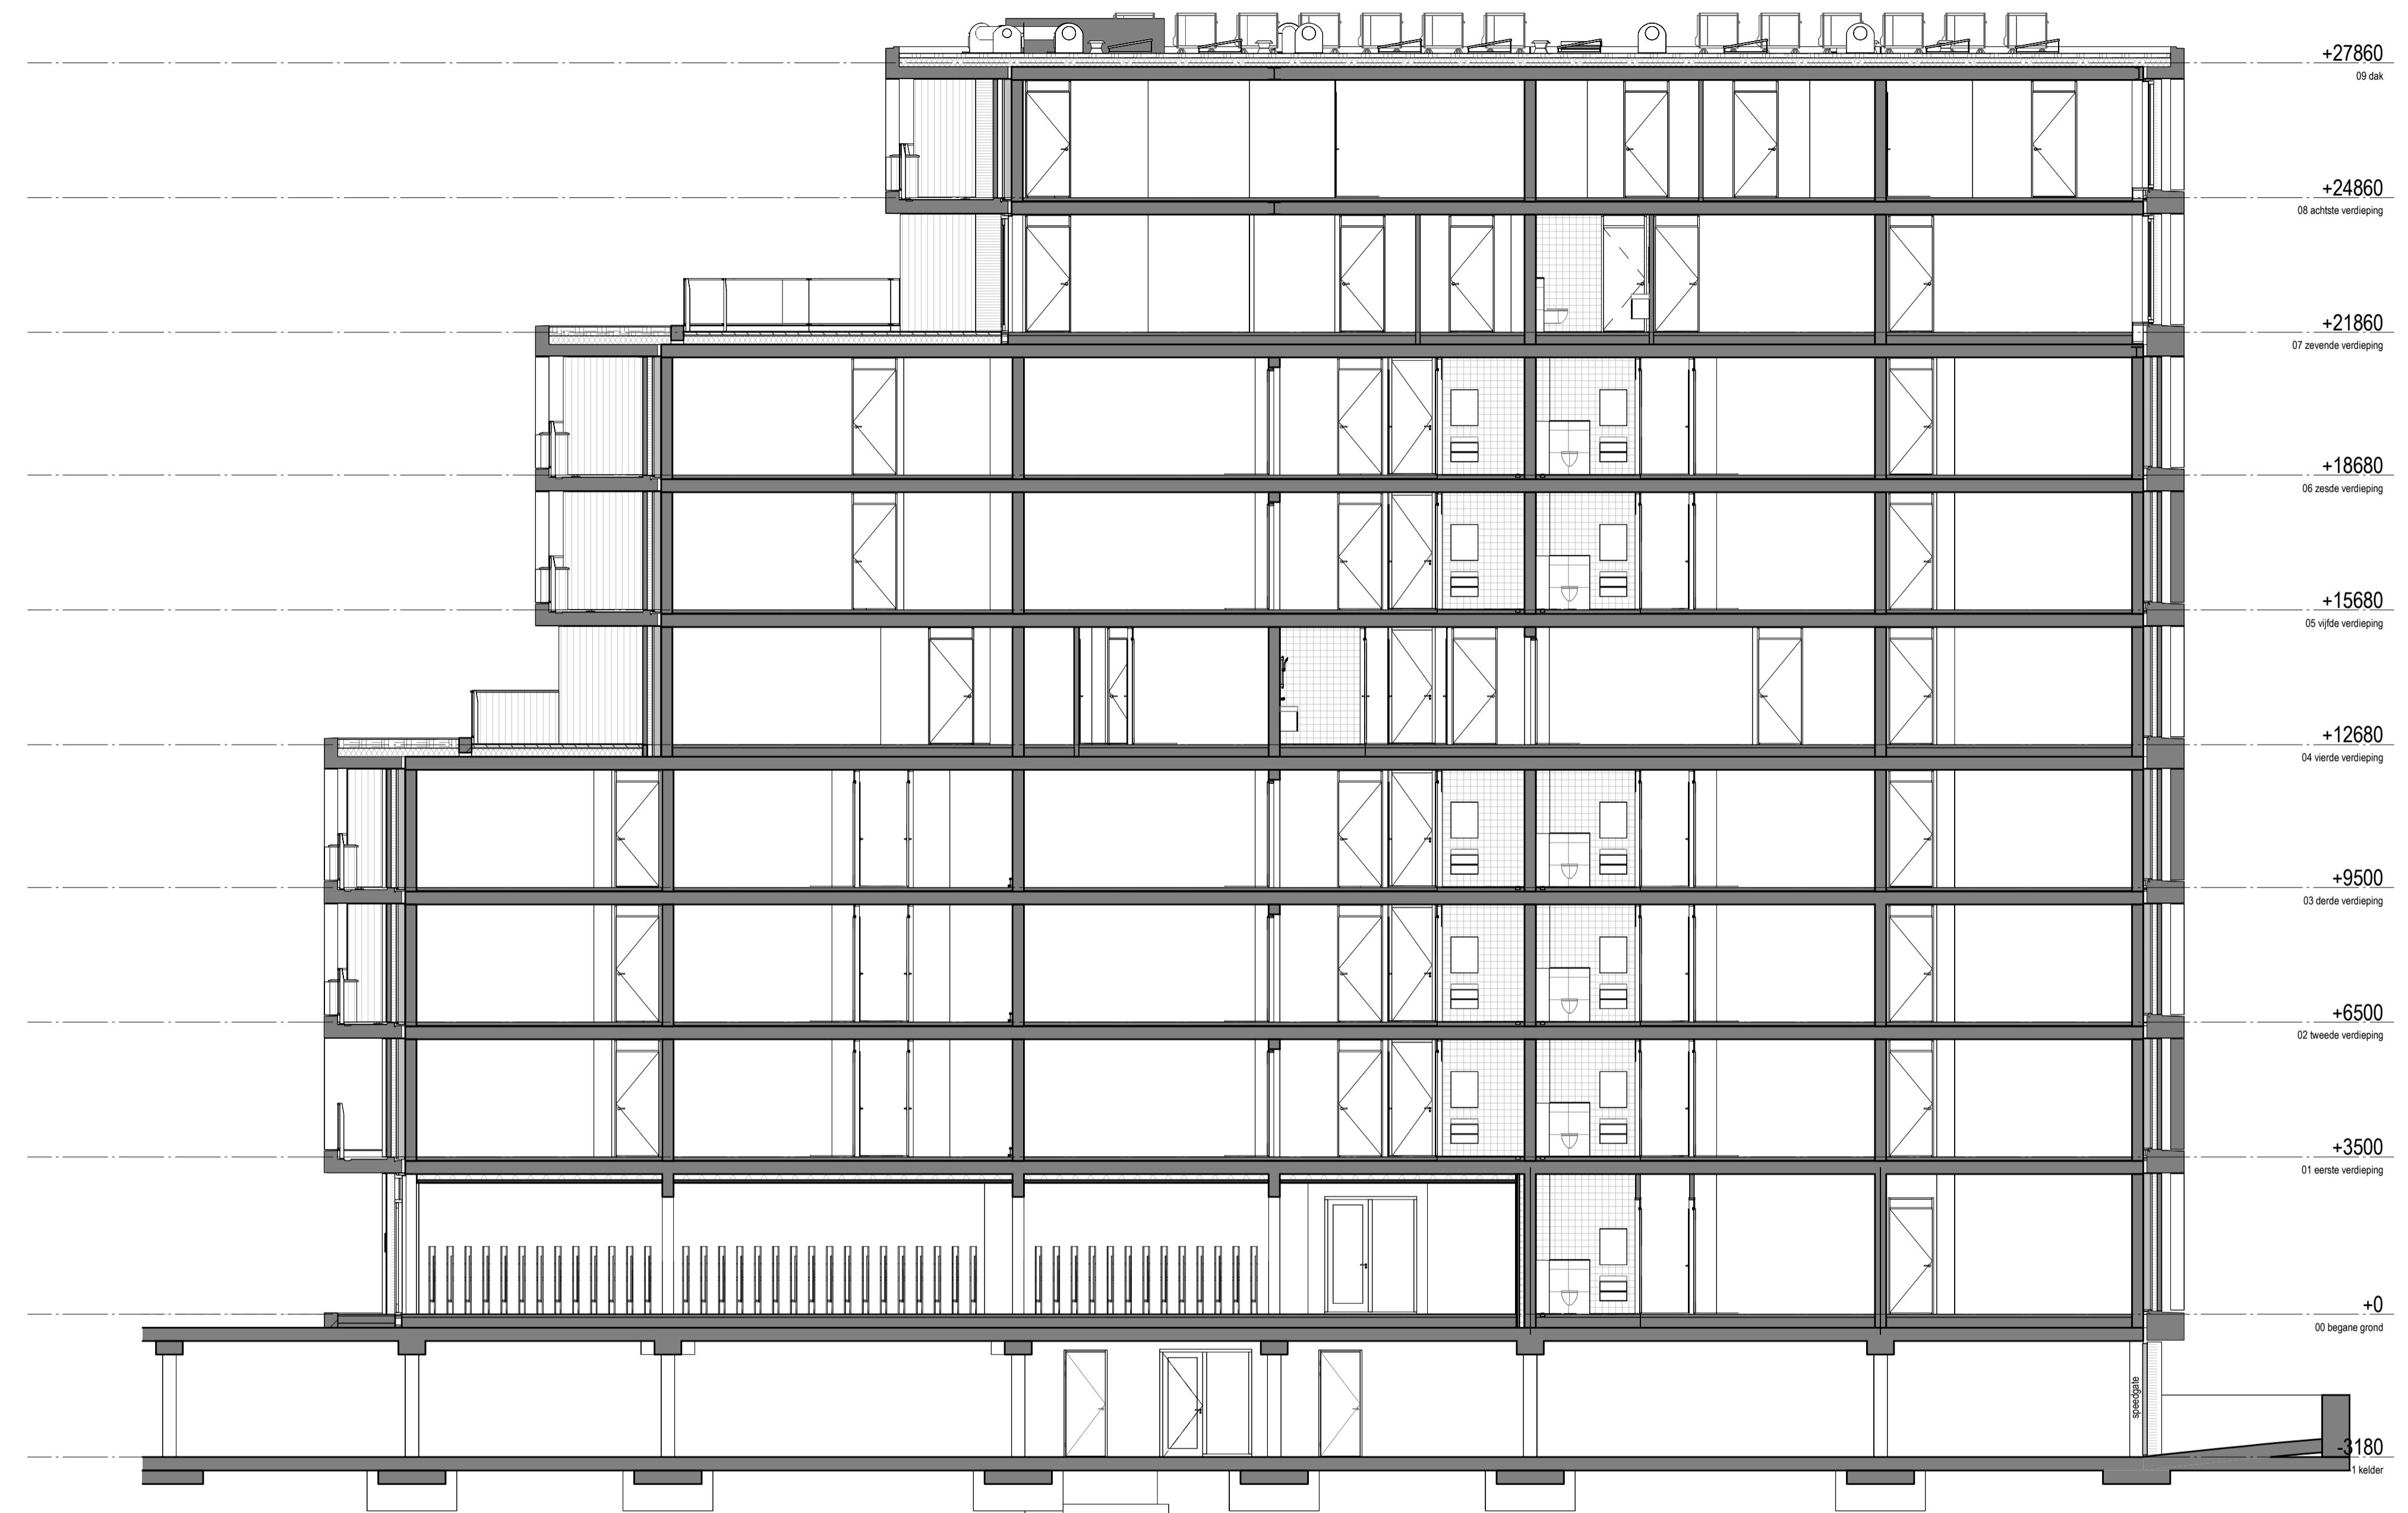 +27860
09 dak
+24860
08 achtste verdieping
+21860
07 zevende verdieping
+18680
06 zesde verdieping
+15680
05 vijfde verdieping
+12680
04 vierde verdieping
+9500
03 derde verdieping
+6500
02 tweede verdieping
+3500
01 eerste verdieping
+0
00 begane grond
speedgate
-3180
1 kelder